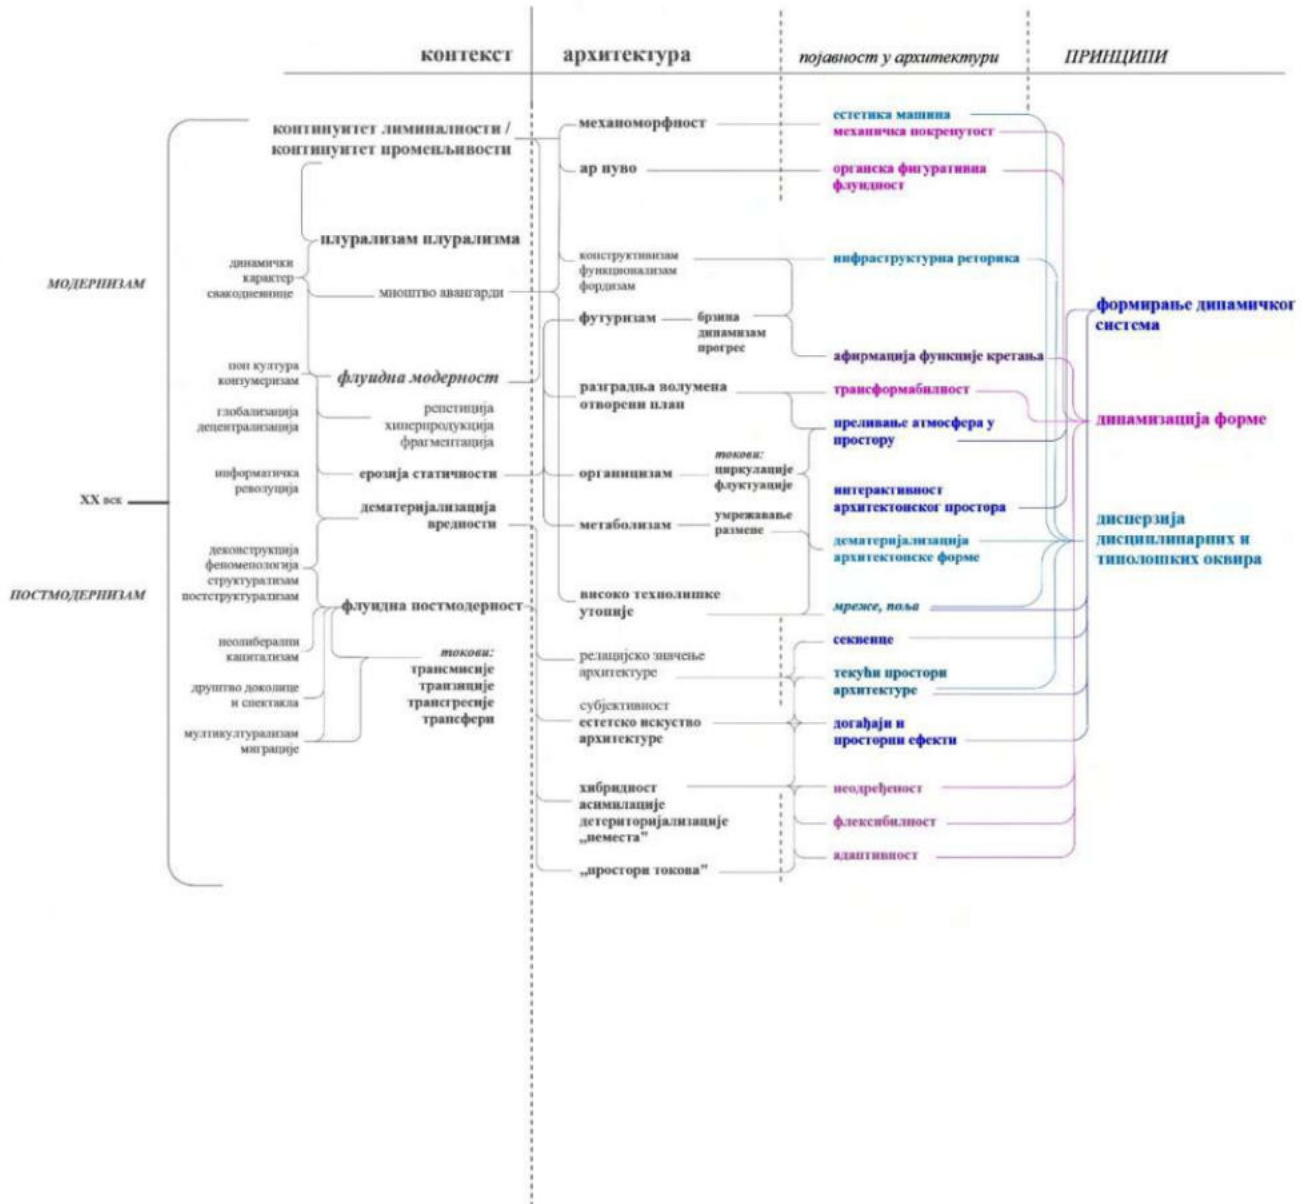 контекст
архитектура
појавност у архитектури
ПРИНЦИПИ
XX век
МОДЕРНИЗАМ
ПОСТМОДЕРНИЗАМ
континуитет лиминалности /
континуитет променљивости
плурализам плурализма
динамички
карактер
свакодневнице
мноштво авангарди
поп култура
конзумеризам
флуидна модерност
глобализација
децентрализација
репетиција
хиперпродукција
фрагментација
информатичка
револуција
ерозија статичности
дематеријализација
вредности
деконструкција
феноменологија
структурализам
постструктурализам
флуидна постмодерност
неолиберални
капитализам
токови:
трансмисије
транзиције
трансгресије
трансфери
друштво доколице
и спектакла
мултикултурализам
миграције
механоморфност
ар нуво
конструктивизам
функционализам
фордизам
футуризам
брзина
динамизам
прогрес
разградња волумена
отворени план
органицизам
токови:
циркулације
флуктуације
метаболизам
умрежавање
размене
високо технолишке
утопије
релацијско значење
архитектуре
субјективност
естетско искуство
архитектуре
хибридност
асимилације
детериторијализације
„неместа"
„простори токова"
естетика машина
механичка покренутост
органска фигуративна
флуидност
инфраструктурна реторика
афирмација функције кретања
трансформабилност
преливање атмосфера у
простору
интерактивност
архитектонског простора
дематеријализација
архитектонске форме
мреже, поља
секвенце
текући простори
архитектуре
догађаји и
просторни ефекти
неодређеност
флексибилност
адаптивност
формирање динамичког
система
динамизација форме
дисперзија
дисциплинарних и
типолошких оквира